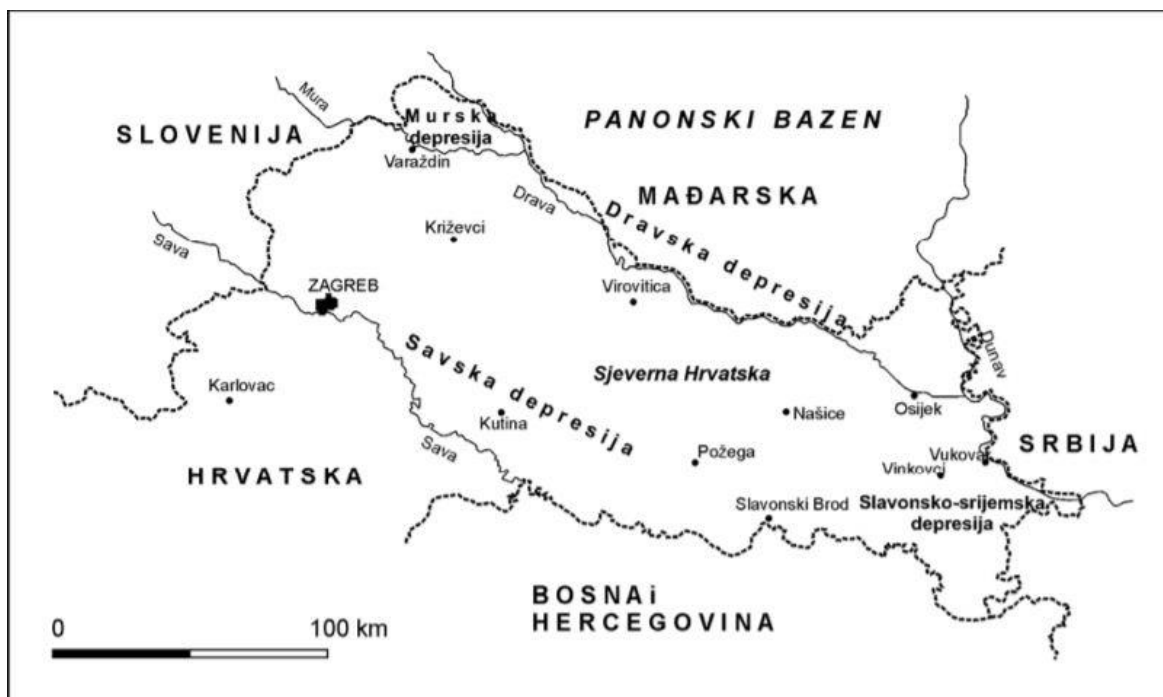 Mura
SLOVENIJA
Murska
depresija
PANONSKI BAZEN
Varaždin
MAĐARSKA
Drava
Dravska depresija
Križevci
Sava
ZAGREB
Virovitica
Dunav
Savska depresija
Sjeverna Hrvatska
Karlovac
Kutina
Našice
Osijek
Sava
HRVATSKA
Požega
SRBIJA
Vukovar
Vinkovci
Slavonski Brod
Slavonsko-srijemska
depresija
BOSNA i
HERCEGOVINA
0 100 km